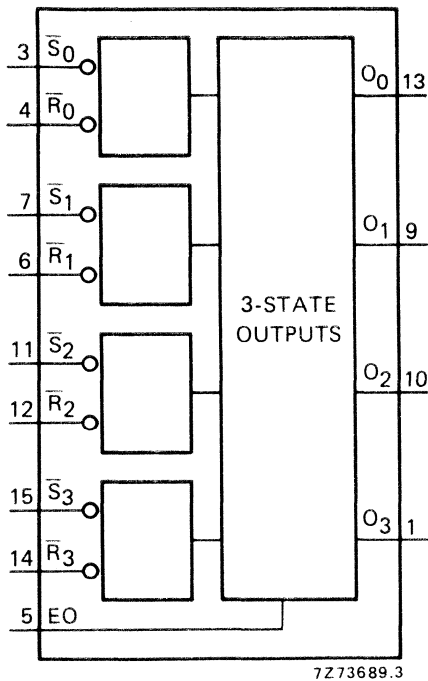 3 S̅0 O0 13
4 R̅0
7 S̅1 O1 9
6 R̅1
3-STATE
OUTPUTS
11 S̅2 O2 10
12 R̅2
15 S̅3 O3 1
14 R̅3
5 EO
7Z73689.3